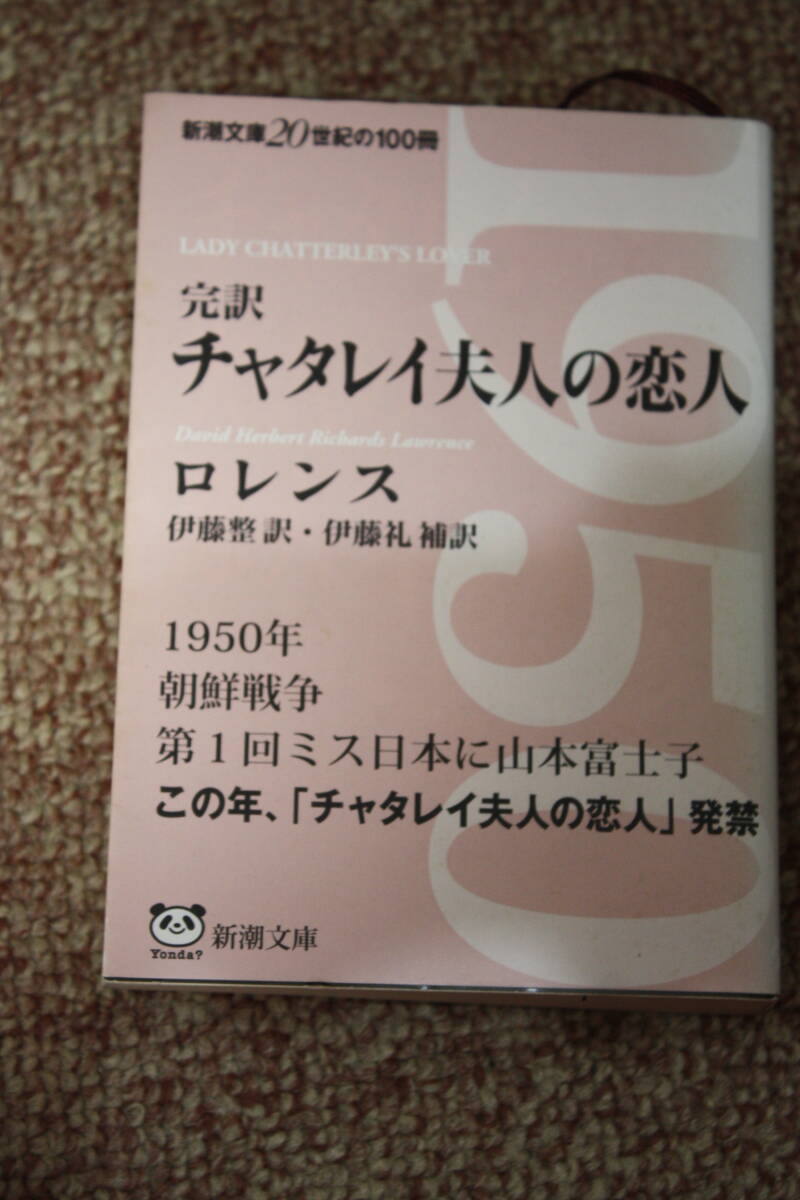 新潮文庫20世紀の100冊
LADY CHATTERLEY'S LOVER
完訳
チャタレイ夫人の恋人
David Herbert Richards Lawrence
ロレンス
伊藤整 訳・伊藤礼 補訳
1950
1950年
朝鮮戦争
第1回ミス日本に山本富士子
この年、「チャタレイ夫人の恋人」発禁
Yonda?
新潮文庫